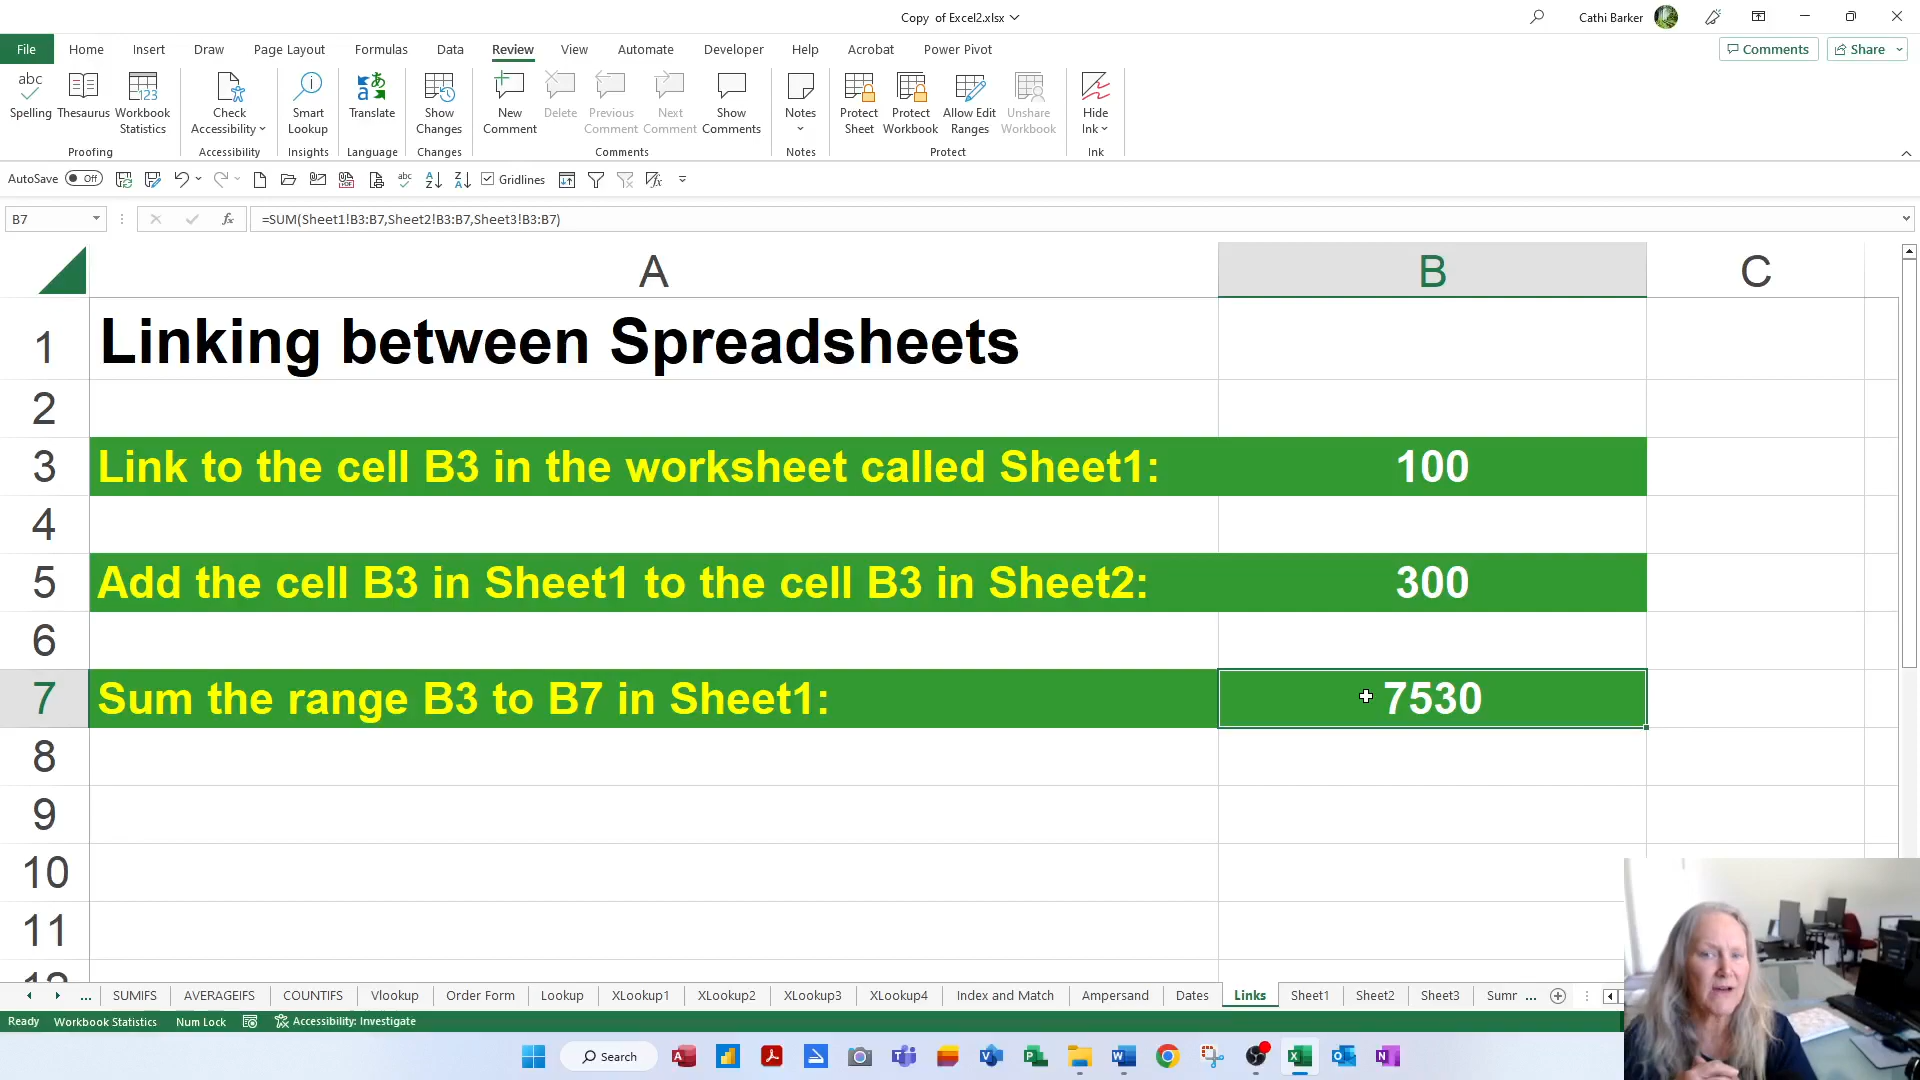 Copy of Excel2.xlsx
Cathi Barker
File Home Insert Draw Page Layout Formulas Data Review View Automate Developer Help Acrobat Power Pivot
Comments Share
abc
Spelling
Thesaurus
Workbook Statistics
Check Accessibility
Smart Lookup
Translate
Show Changes
New Comment
Delete
Previous Comment
Next Comment
Show Comments
Notes
Protect Sheet
Protect Workbook
Allow Edit Ranges
Unshare Workbook
Hide Ink
Proofing Accessibility Insights Language Changes Comments Notes Protect Ink
AutoSave Off abc Gridlines
B7 fx =SUM(Sheet1!B3:B7,Sheet2!B3:B7,Sheet3!B3:B7)
A B C
1 Linking between Spreadsheets
2
3 Link to the cell B3 in the worksheet called Sheet1: 100
4
5 Add the cell B3 in Sheet1 to the cell B3 in Sheet2: 300
6
7 Sum the range B3 to B7 in Sheet1: 7530
8
9
10
11
... SUMIFS AVERAGEIFS COUNTIFS Vlookup Order Form Lookup XLookup1 XLookup2 XLookup3 XLookup4 Index and Match Ampersand Dates Links Sheet1 Sheet2 Sheet3 Sumr ...
Ready Workbook Statistics Num Lock Accessibility: Investigate
Search